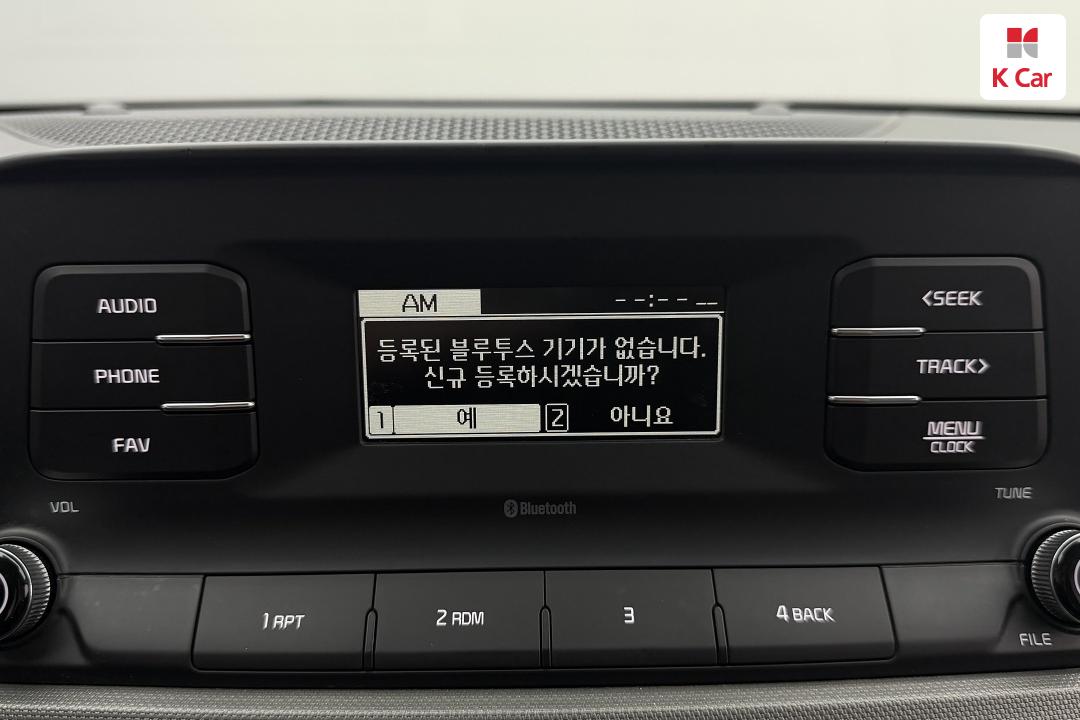 K Car
AUDIO
PHONE
FAV
AM --:-- --
등록된 블루투스 기기가 없습니다.
신규 등록하시겠습니까?
1 예 2 아니요
<SEEK
TRACK>
MENU
CLOCK
VOL
Bluetooth
TUNE
1 RPT
2 RDM
3
4 BACK
FILE